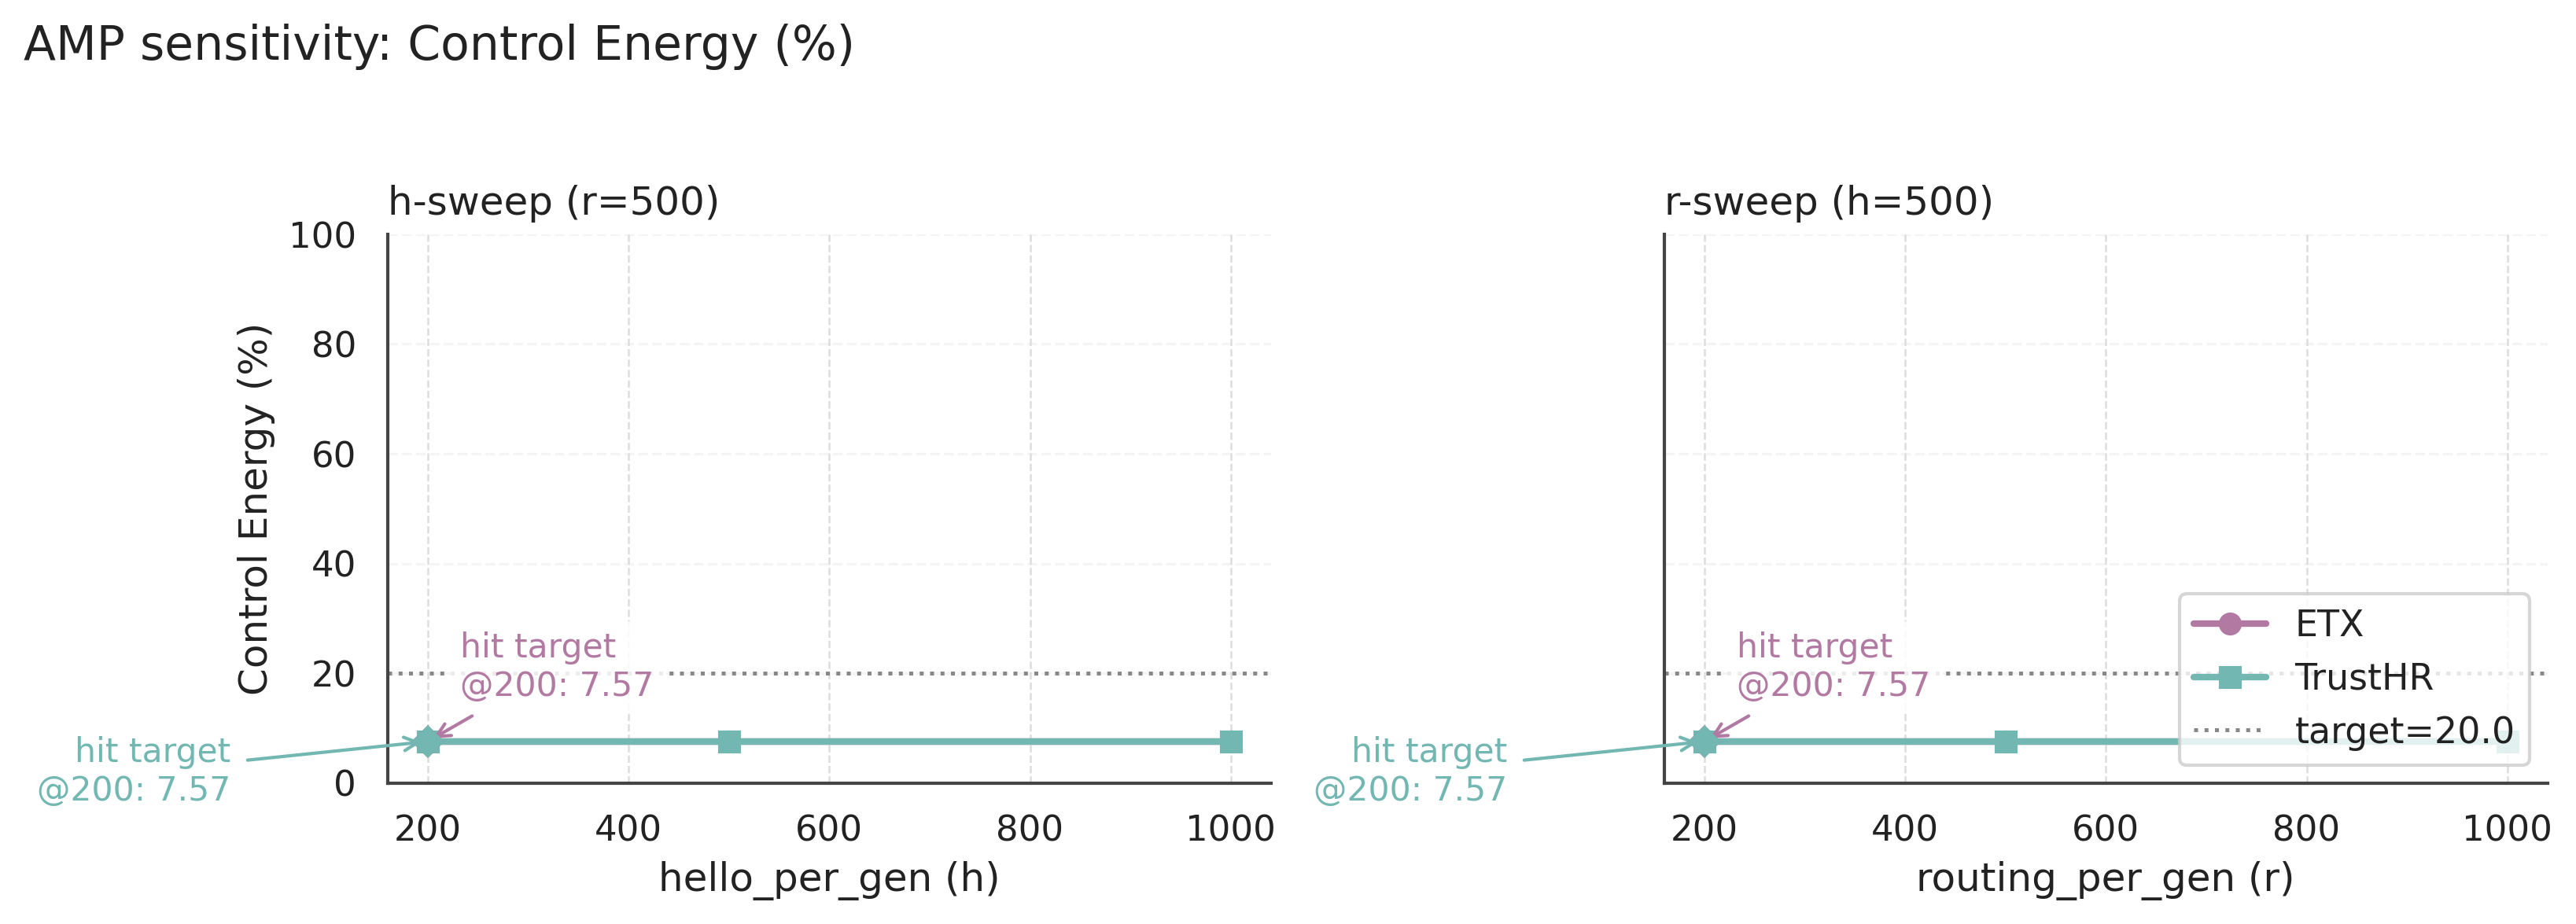 AMP sensitivity: Control Energy (%)
h-sweep (r=500)
Control Energy (%)
100
80
60
40
20
0
hit target
@200: 7.57
hit target
@200: 7.57
200 400 600 800 1000
hello_per_gen (h)
r-sweep (h=500)
hit target
@200: 7.57
hit target
@200: 7.57
ETX
TrustHR
target=20.0
200 400 600 800 1000
routing_per_gen (r)